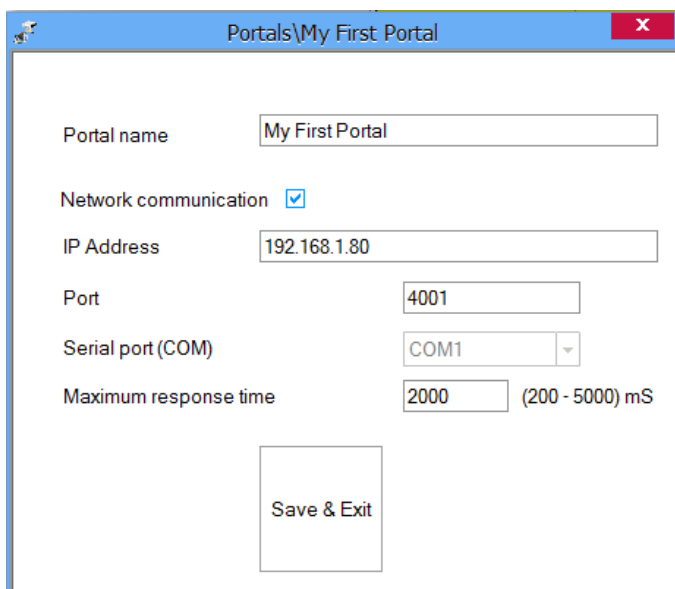 Portals\My First Portal
x
Portal name My First Portal
Network communication
IP Address 192.168.1.80
Port 4001
Serial port (COM) COM1
Maximum response time 2000 (200 - 5000) mS
Save & Exit